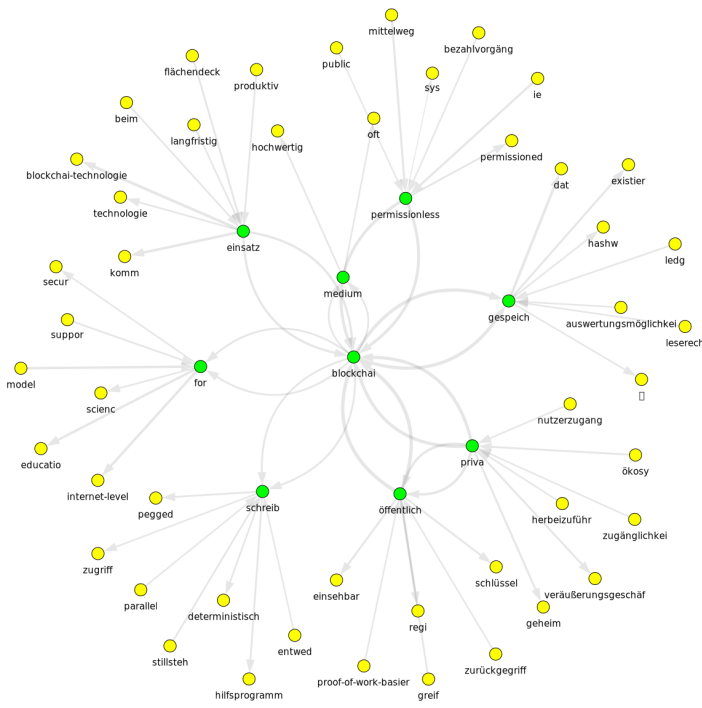 mittelweg
bezahlvorgäng
public
flächendeck
produktiv
sys
ie
beim
oft
langfristig
hochwertig
permissioned
blockchai-technologie
dat
existier
technologie
permissionless
hashw
einsatz
komm
ledg
secur
medium
gespeich
auswertungsmöglichkei
suppor
leserech
blockchai
model
for
scienc
nutzerzugang
educatio
priva
ökosy
internet-level
pegged
schreib
öffentlich
herbeizuführ
zugänglichkei
zugriff
schlüssel
einsehbar
veräußerungsgeschäf
parallel
deterministisch
regi
geheim
stillsteh
entwed
zurückgegriff
proof-of-work-basier
hilfsprogramm
greif